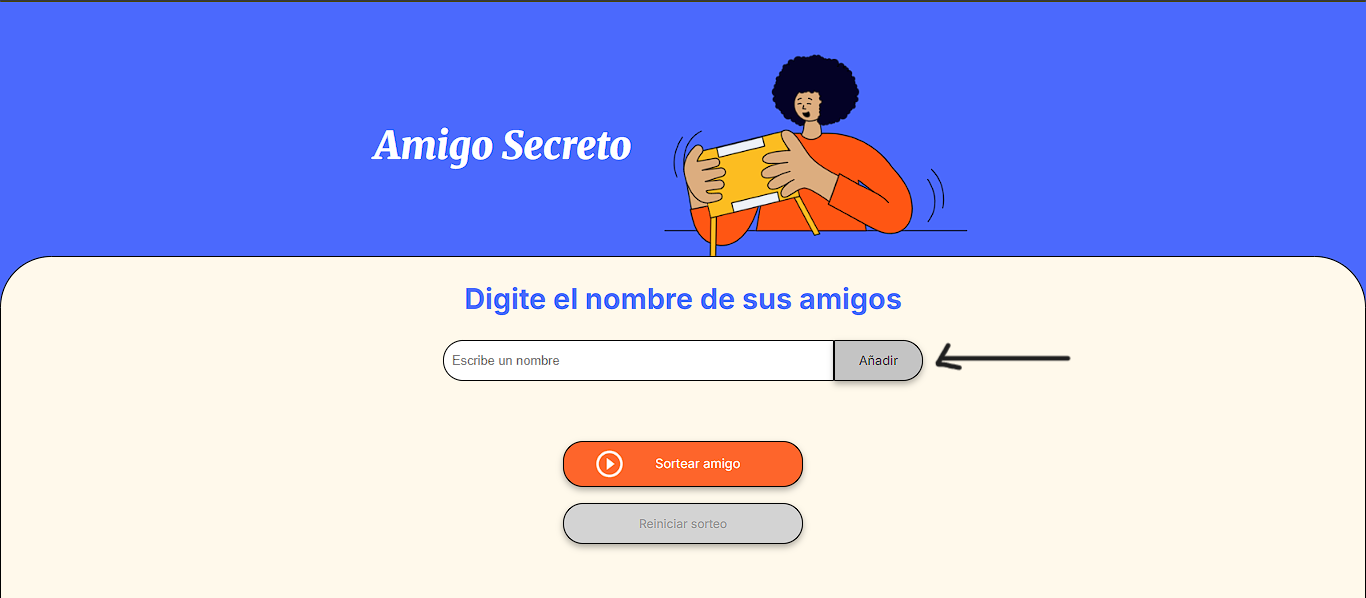 Amigo Secreto
Digite el nombre de sus amigos
Escribe un nombre
Añadir
Sortear amigo
Reiniciar sorteo